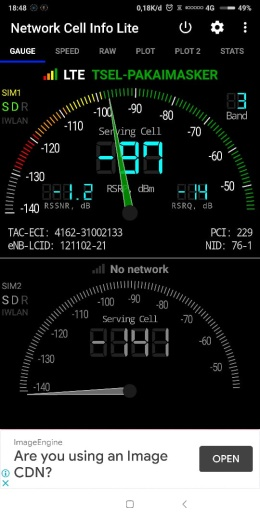 18:48 0,18K/d 4G 49%
Network Cell Info Lite
GAUGE SPEED RAW PLOT PLOT 2 STATS
LTE TSEL-PAKAIMASKER
SIM1
SDR
IWLAN
3
Band
-140 -130 -120 -110 -100 -90 -80 -70 -60 -50
Serving Cell
-97
RSRP, dBm
-1.2
RSSNR, dB
-14
RSRQ, dB
TAC-ECI: 4162-31002133
PCI: 229
eNB-LCID: 121102-21
NID: 76-1
No network
SIM2
SDR
IWLAN
-140 -130 -120 -110 -100 -90 -80 -70 -60 -50
Serving Cell
-141
ImageEngine
Are you using an Image
CDN?
OPEN